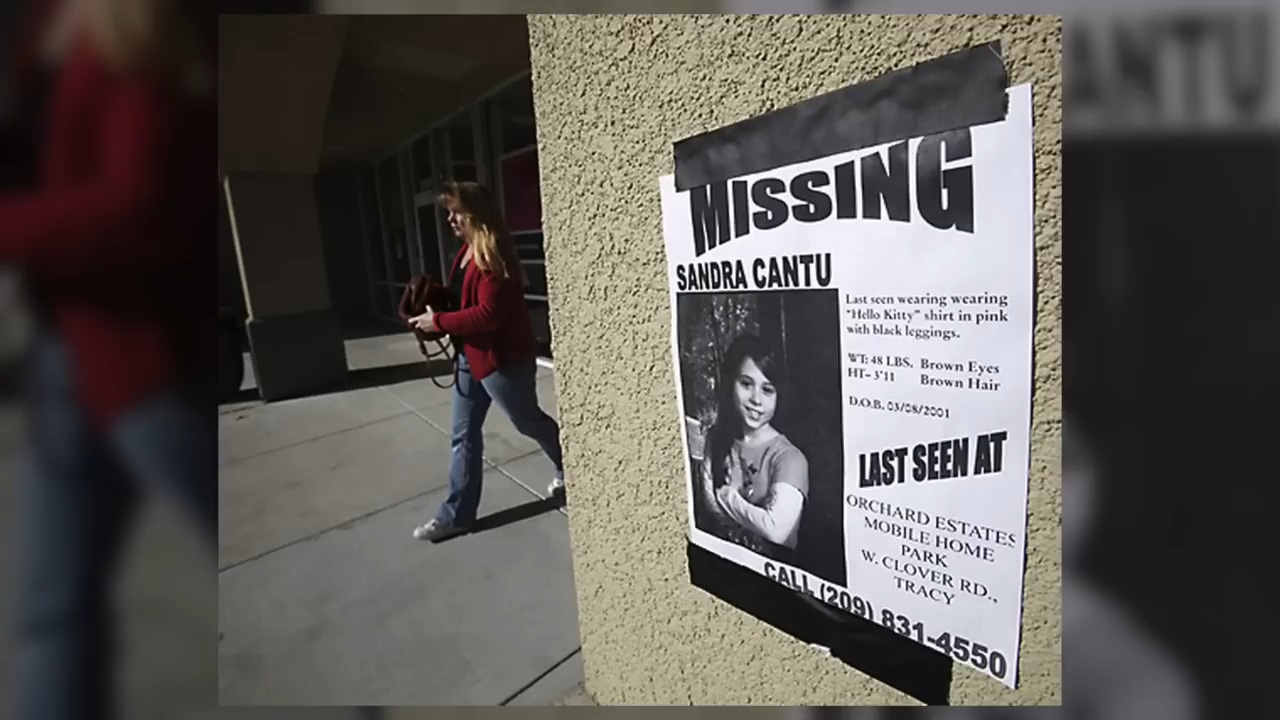 MISSING
SANDRA CANTU
Last seen wearing wearing
"Hello Kitty" shirt in pink
with black leggings.
WT: 48 LBS. Brown Eyes
HT- 3'11 Brown Hair
D.O.B. 03/08/2001
LAST SEEN AT
ORCHARD ESTATES
MOBILE HOME
PARK
W. CLOVER RD.,
TRACY
CALL (209) 831-4550